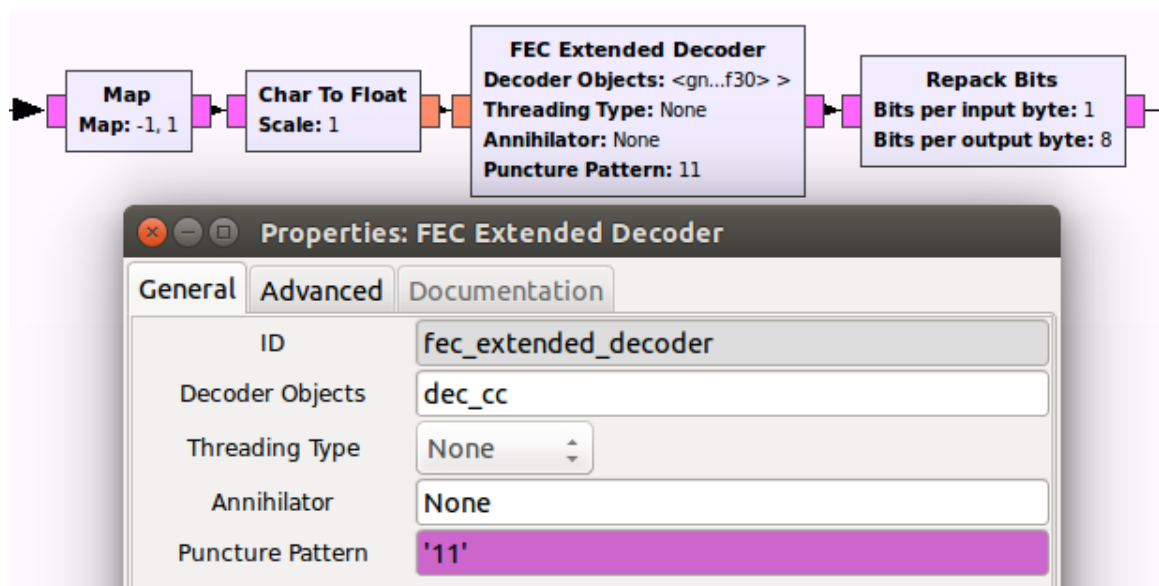 Map
Map: -1, 1
Char To Float
Scale: 1
FEC Extended Decoder
Decoder Objects: <gn...f30> >
Threading Type: None
Annihilator: None
Puncture Pattern: 11
Repack Bits
Bits per input byte: 1
Bits per output byte: 8
Properties: FEC Extended Decoder
General Advanced Documentation
ID fec_extended_decoder
Decoder Objects dec_cc
Threading Type None
Annihilator None
Puncture Pattern '11'